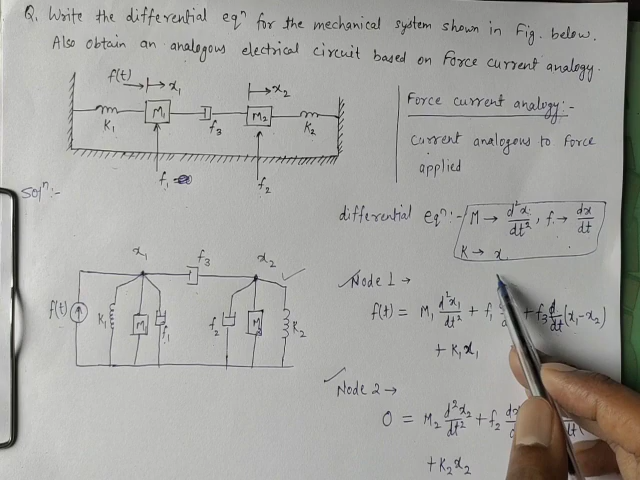 Q. Write the differential eqⁿ for the mechanical system shown in Fig. below.
Also obtain an analogous electrical circuit based on Force current analogy.
f(t) → x₁ → x₂
K₁ M₁ f₃ M₂ K₂
f₁ f₂
Force current analogy:-
Current analogous to Force
applied
Solⁿ:-
differential eqⁿ:- M → d²x/dt², f → dx/dt
K → x
x₁ f₃ x₂
f(t) K₁ M₁ f₁ f₂ M₂ K₂
Node 1 →
f(t) = M₁ d²x₁/dt² + f₁ + f₃ d/dt (x₁-x₂)
+ K₁x₁
Node 2 →
0 = M₂ d²x₂/dt² + f₂
+ K₂x₂